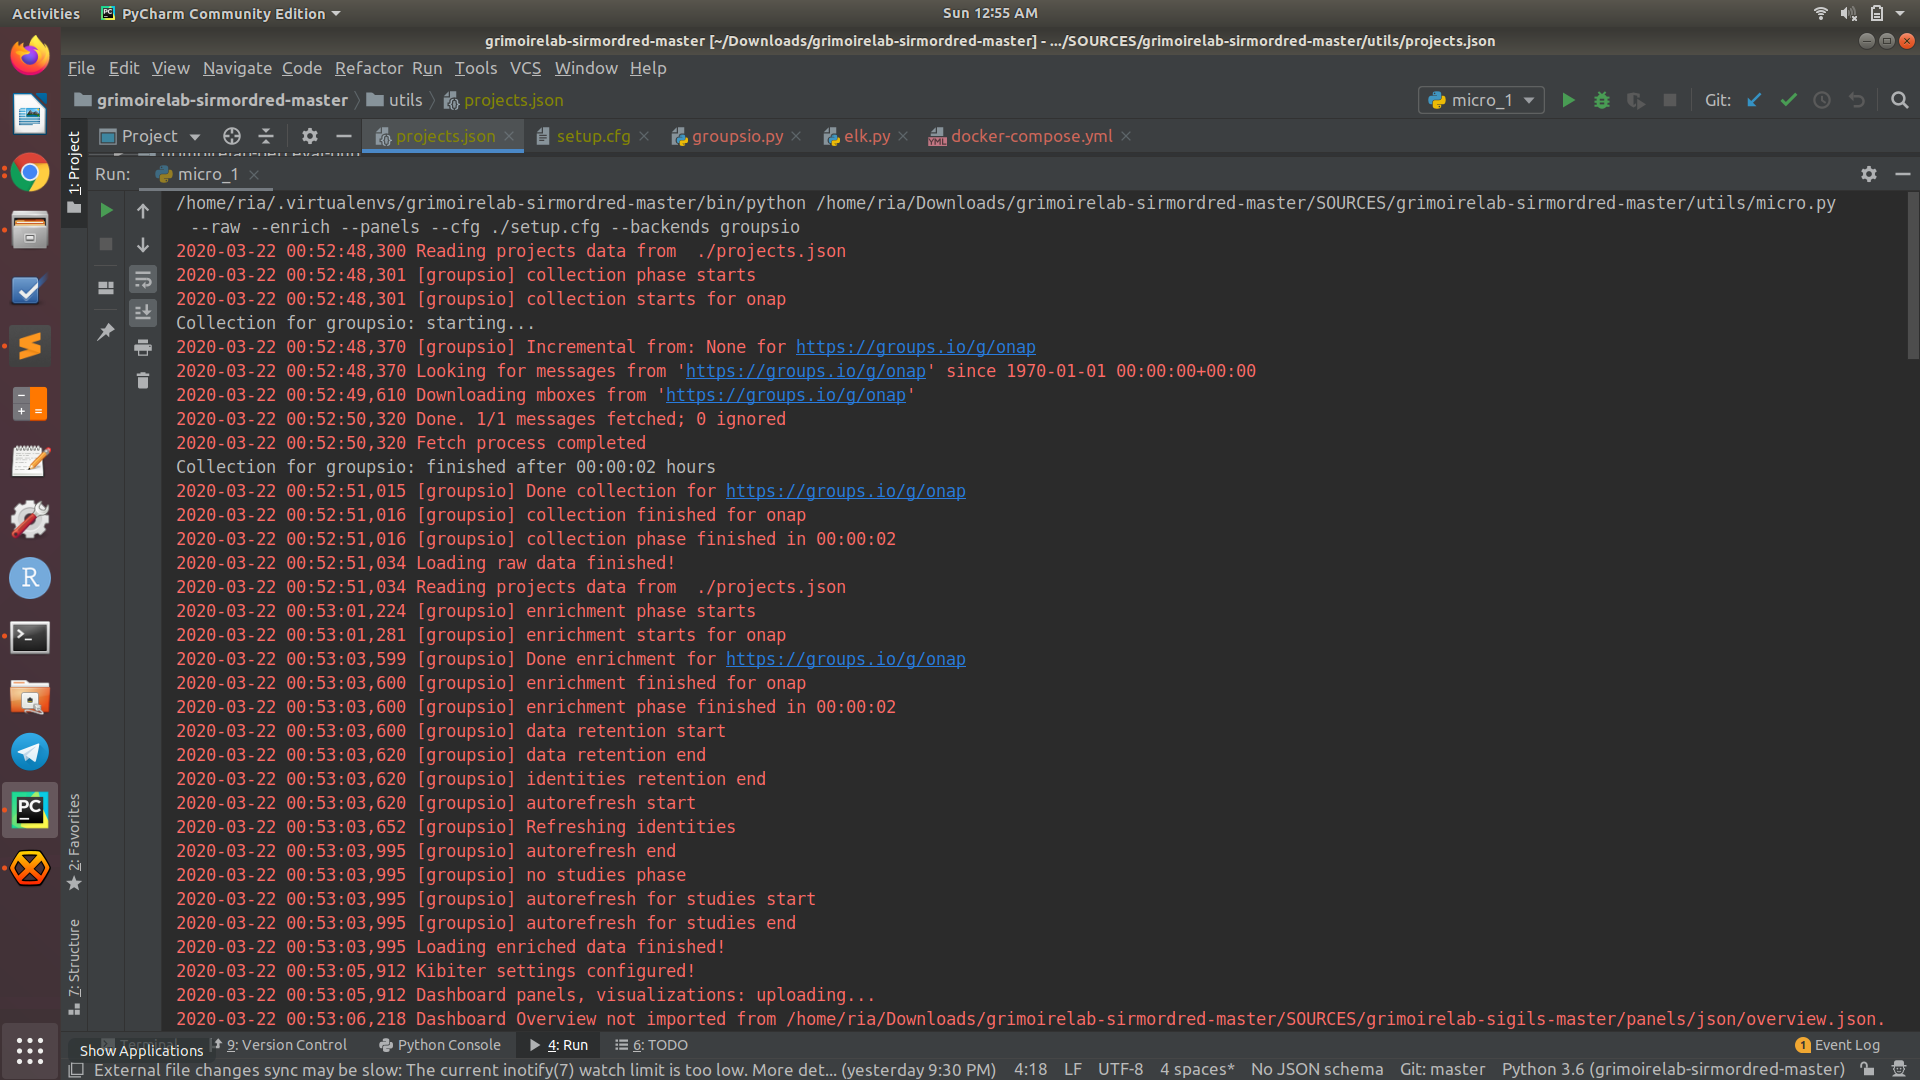 Activities PyCharm Community Edition Sun 12:55 AM
grimoirelab-sirmordred-master [~/Downloads/grimoirelab-sirmordred-master] - .../SOURCES/grimoirelab-sirmordred-master/utils/projects.json
File Edit View Navigate Code Refactor Run Tools VCS Window Help
grimoirelab-sirmordred-master utils projects.json micro_1 Git:
Project projects.json setup.cfg groupsio.py elk.py docker-compose.yml
1: Project
Run: micro_1
/home/ria/.virtualenvs/grimoirelab-sirmordred-master/bin/python /home/ria/Downloads/grimoirelab-sirmordred-master/SOURCES/grimoirelab-sirmordred-master/utils/micro.py
--raw --enrich --panels --cfg ./setup.cfg --backends groupsio
2020-03-22 00:52:48,300 Reading projects data from  ./projects.json
2020-03-22 00:52:48,301 [groupsio] collection phase starts
2020-03-22 00:52:48,301 [groupsio] collection starts for onap
Collection for groupsio: starting...
2020-03-22 00:52:48,370 [groupsio] Incremental from: None for https://groups.io/g/onap
2020-03-22 00:52:48,370 Looking for messages from 'https://groups.io/g/onap' since 1970-01-01 00:00:00+00:00
2020-03-22 00:52:49,610 Downloading mboxes from 'https://groups.io/g/onap'
2020-03-22 00:52:50,320 Done. 1/1 messages fetched; 0 ignored
2020-03-22 00:52:50,320 Fetch process completed
Collection for groupsio: finished after 00:00:02 hours
2020-03-22 00:52:51,015 [groupsio] Done collection for https://groups.io/g/onap
2020-03-22 00:52:51,016 [groupsio] collection finished for onap
2020-03-22 00:52:51,016 [groupsio] collection phase finished in 00:00:02
2020-03-22 00:52:51,034 Loading raw data finished!
2020-03-22 00:52:51,034 Reading projects data from  ./projects.json
2020-03-22 00:53:01,224 [groupsio] enrichment phase starts
2020-03-22 00:53:01,281 [groupsio] enrichment starts for onap
2020-03-22 00:53:03,599 [groupsio] Done enrichment for https://groups.io/g/onap
2020-03-22 00:53:03,600 [groupsio] enrichment finished for onap
2020-03-22 00:53:03,600 [groupsio] enrichment phase finished in 00:00:02
2020-03-22 00:53:03,600 [groupsio] data retention start
2020-03-22 00:53:03,620 [groupsio] data retention end
2020-03-22 00:53:03,620 [groupsio] identities retention end
2020-03-22 00:53:03,620 [groupsio] autorefresh start
2020-03-22 00:53:03,652 [groupsio] Refreshing identities
2020-03-22 00:53:03,995 [groupsio] autorefresh end
2020-03-22 00:53:03,995 [groupsio] no studies phase
2020-03-22 00:53:03,995 [groupsio] autorefresh for studies start
2020-03-22 00:53:03,995 [groupsio] autorefresh for studies end
2020-03-22 00:53:03,995 Loading enriched data finished!
2020-03-22 00:53:05,912 Kibiter settings configured!
2020-03-22 00:53:05,912 Dashboard panels, visualizations: uploading...
2020-03-22 00:53:06,218 Dashboard Overview not imported from /home/ria/Downloads/grimoirelab-sirmordred-master/SOURCES/grimoirelab-sigils-master/panels/json/overview.json.
2: Favorites
7: Structure
Show Applications 9: Version Control Python Console 4: Run 6: TODO 1 Event Log
External file changes sync may be slow: The current inotify(7) watch limit is too low. More det... (yesterday 9:30 PM) 4:18 LF UTF-8 4 spaces* No JSON schema Git: master Python 3.6 (grimoirelab-sirmordred-master)